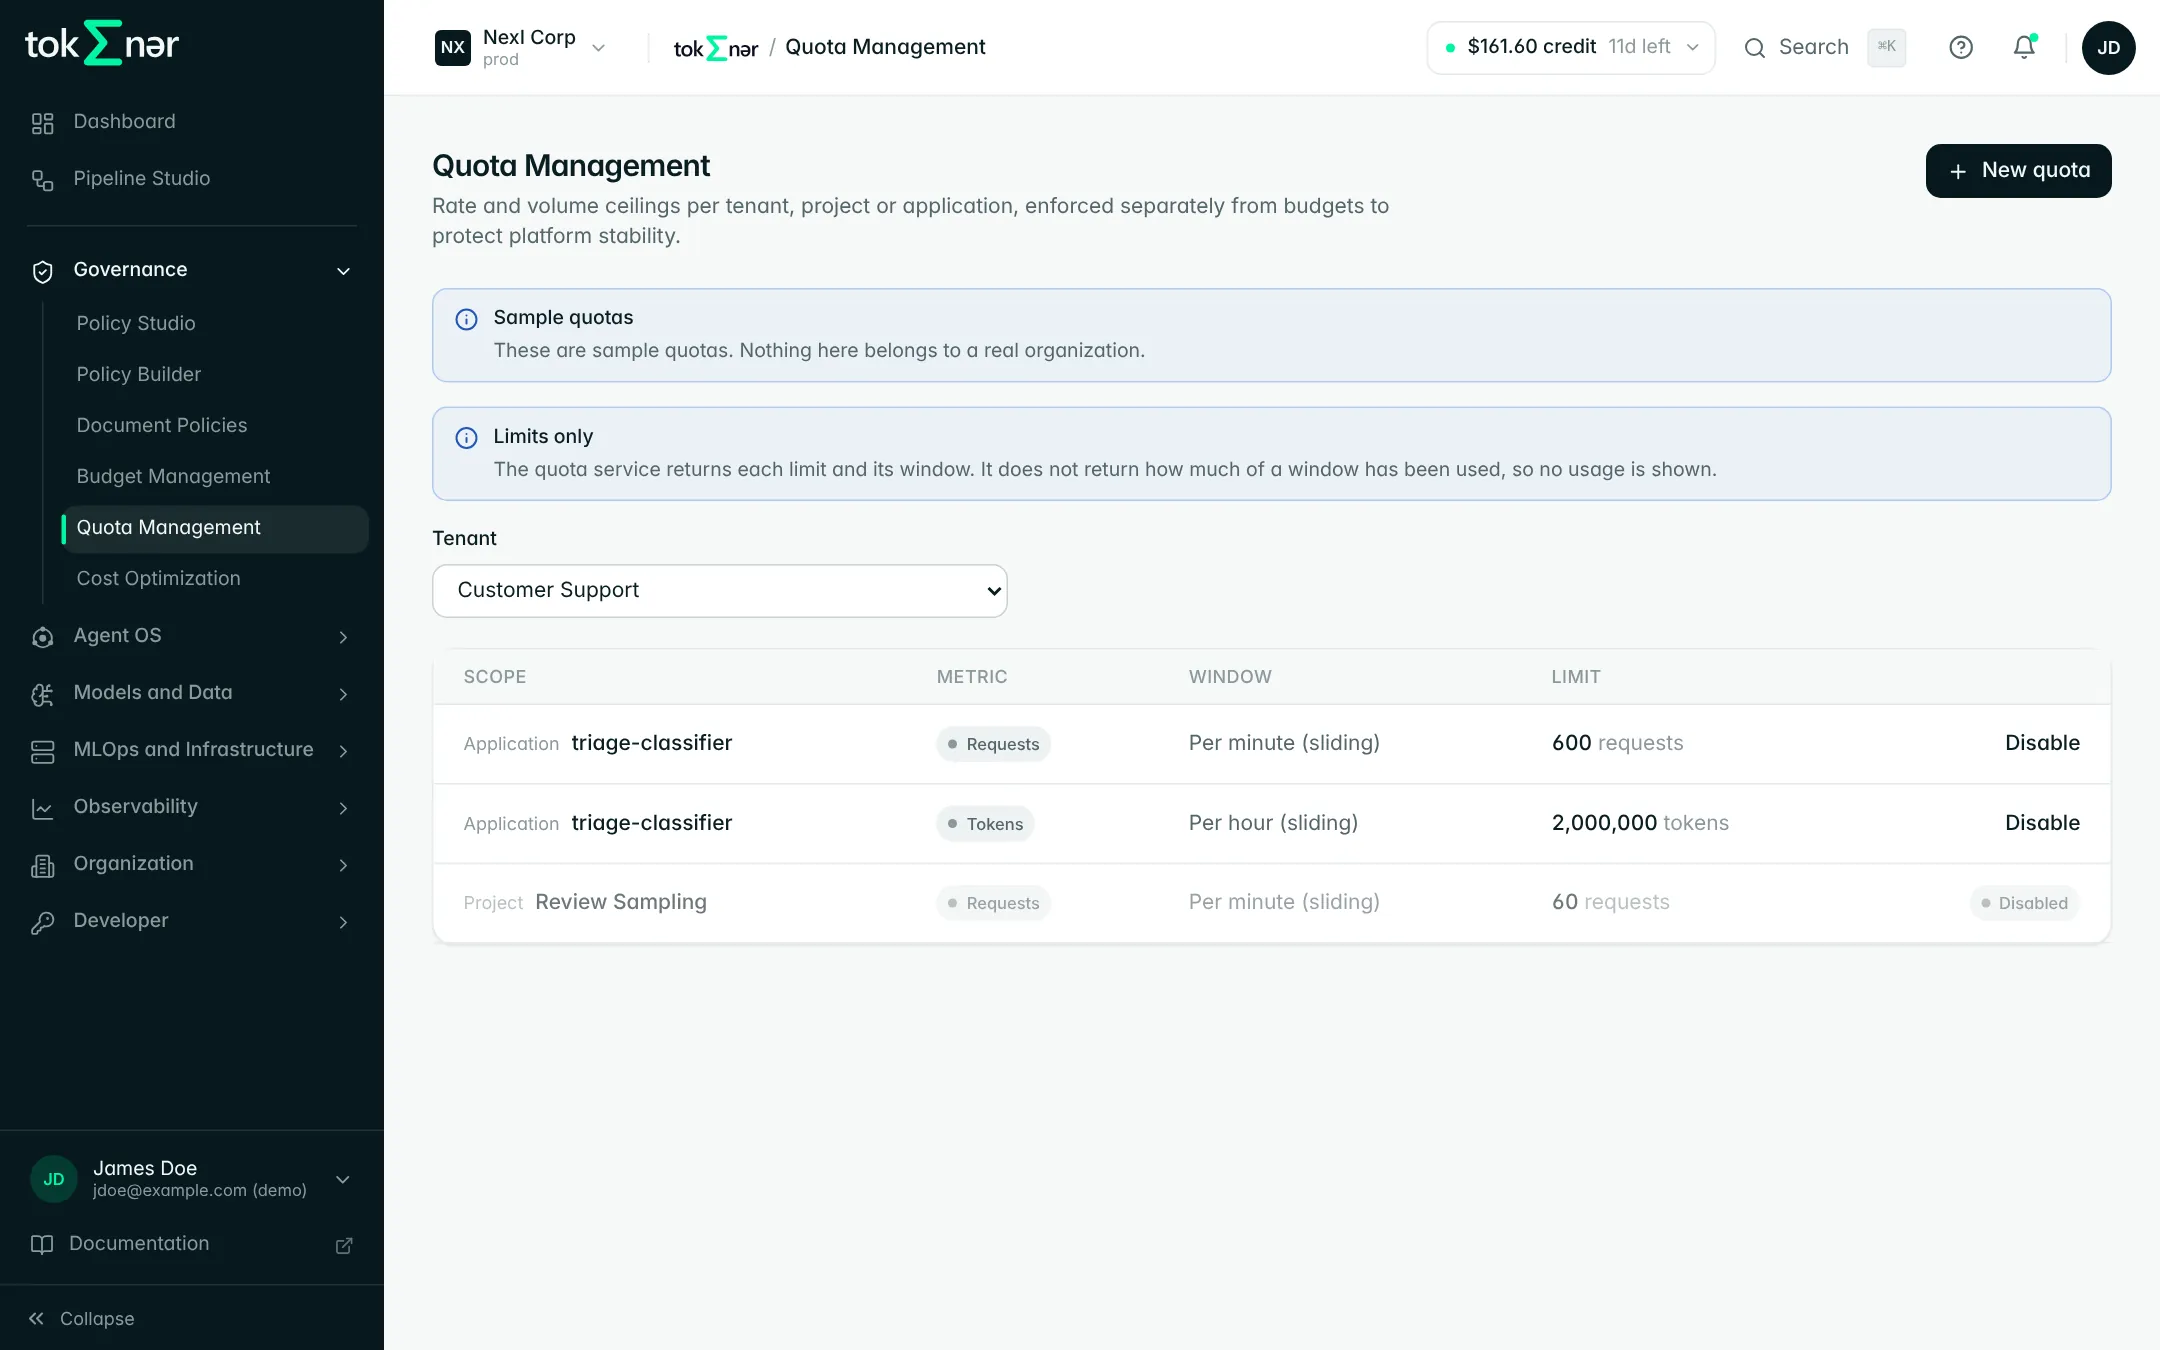 tokΣnər
Dashboard
Pipeline Studio
Governance
Policy Studio
Policy Builder
Document Policies
Budget Management
Quota Management
Cost Optimization
Agent OS
Models and Data
MLOps and Infrastructure
Observability
Organization
Developer
JD
James Doe
jdoe@example.com (demo)
Documentation
Collapse
NX
Nexl Corp
prod
tokΣnər / Quota Management
$161.60 credit 11d left
Search ⌘K
JD
Quota Management
Rate and volume ceilings per tenant, project or application, enforced separately from budgets to
protect platform stability.
+ New quota
Sample quotas
These are sample quotas. Nothing here belongs to a real organization.
Limits only
The quota service returns each limit and its window. It does not return how much of a window has been used, so no usage is shown.
Tenant
Customer Support
SCOPE METRIC WINDOW LIMIT
Application triage-classifier Requests Per minute (sliding) 600 requests Disable
Application triage-classifier Tokens Per hour (sliding) 2,000,000 tokens Disable
Project Review Sampling Requests Per minute (sliding) 60 requests Disabled